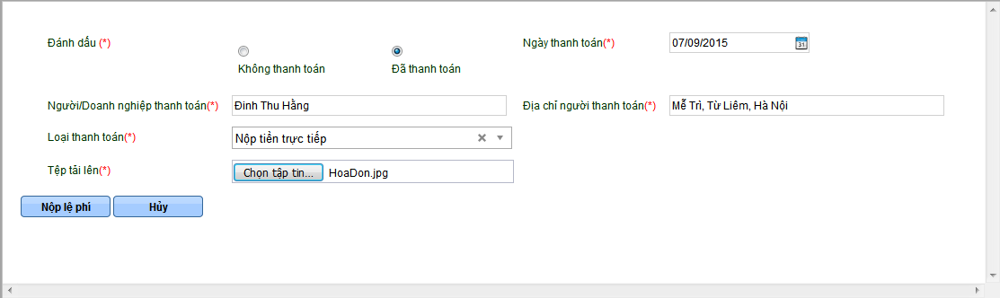 Đánh dấu (*)
Không thanh toán
Đã thanh toán
Ngày thanh toán(*)
07/09/2015
31
Người/Doanh nghiệp thanh toán(*)
Đinh Thu Hằng
Địa chỉ người thanh toán(*)
Mễ Trì, Từ Liêm, Hà Nội
Loại thanh toán(*)
Nộp tiền trực tiếp
Tệp tải lên(*)
Chọn tập tin...
HoaDon.jpg
Nộp lệ phí
Hủy